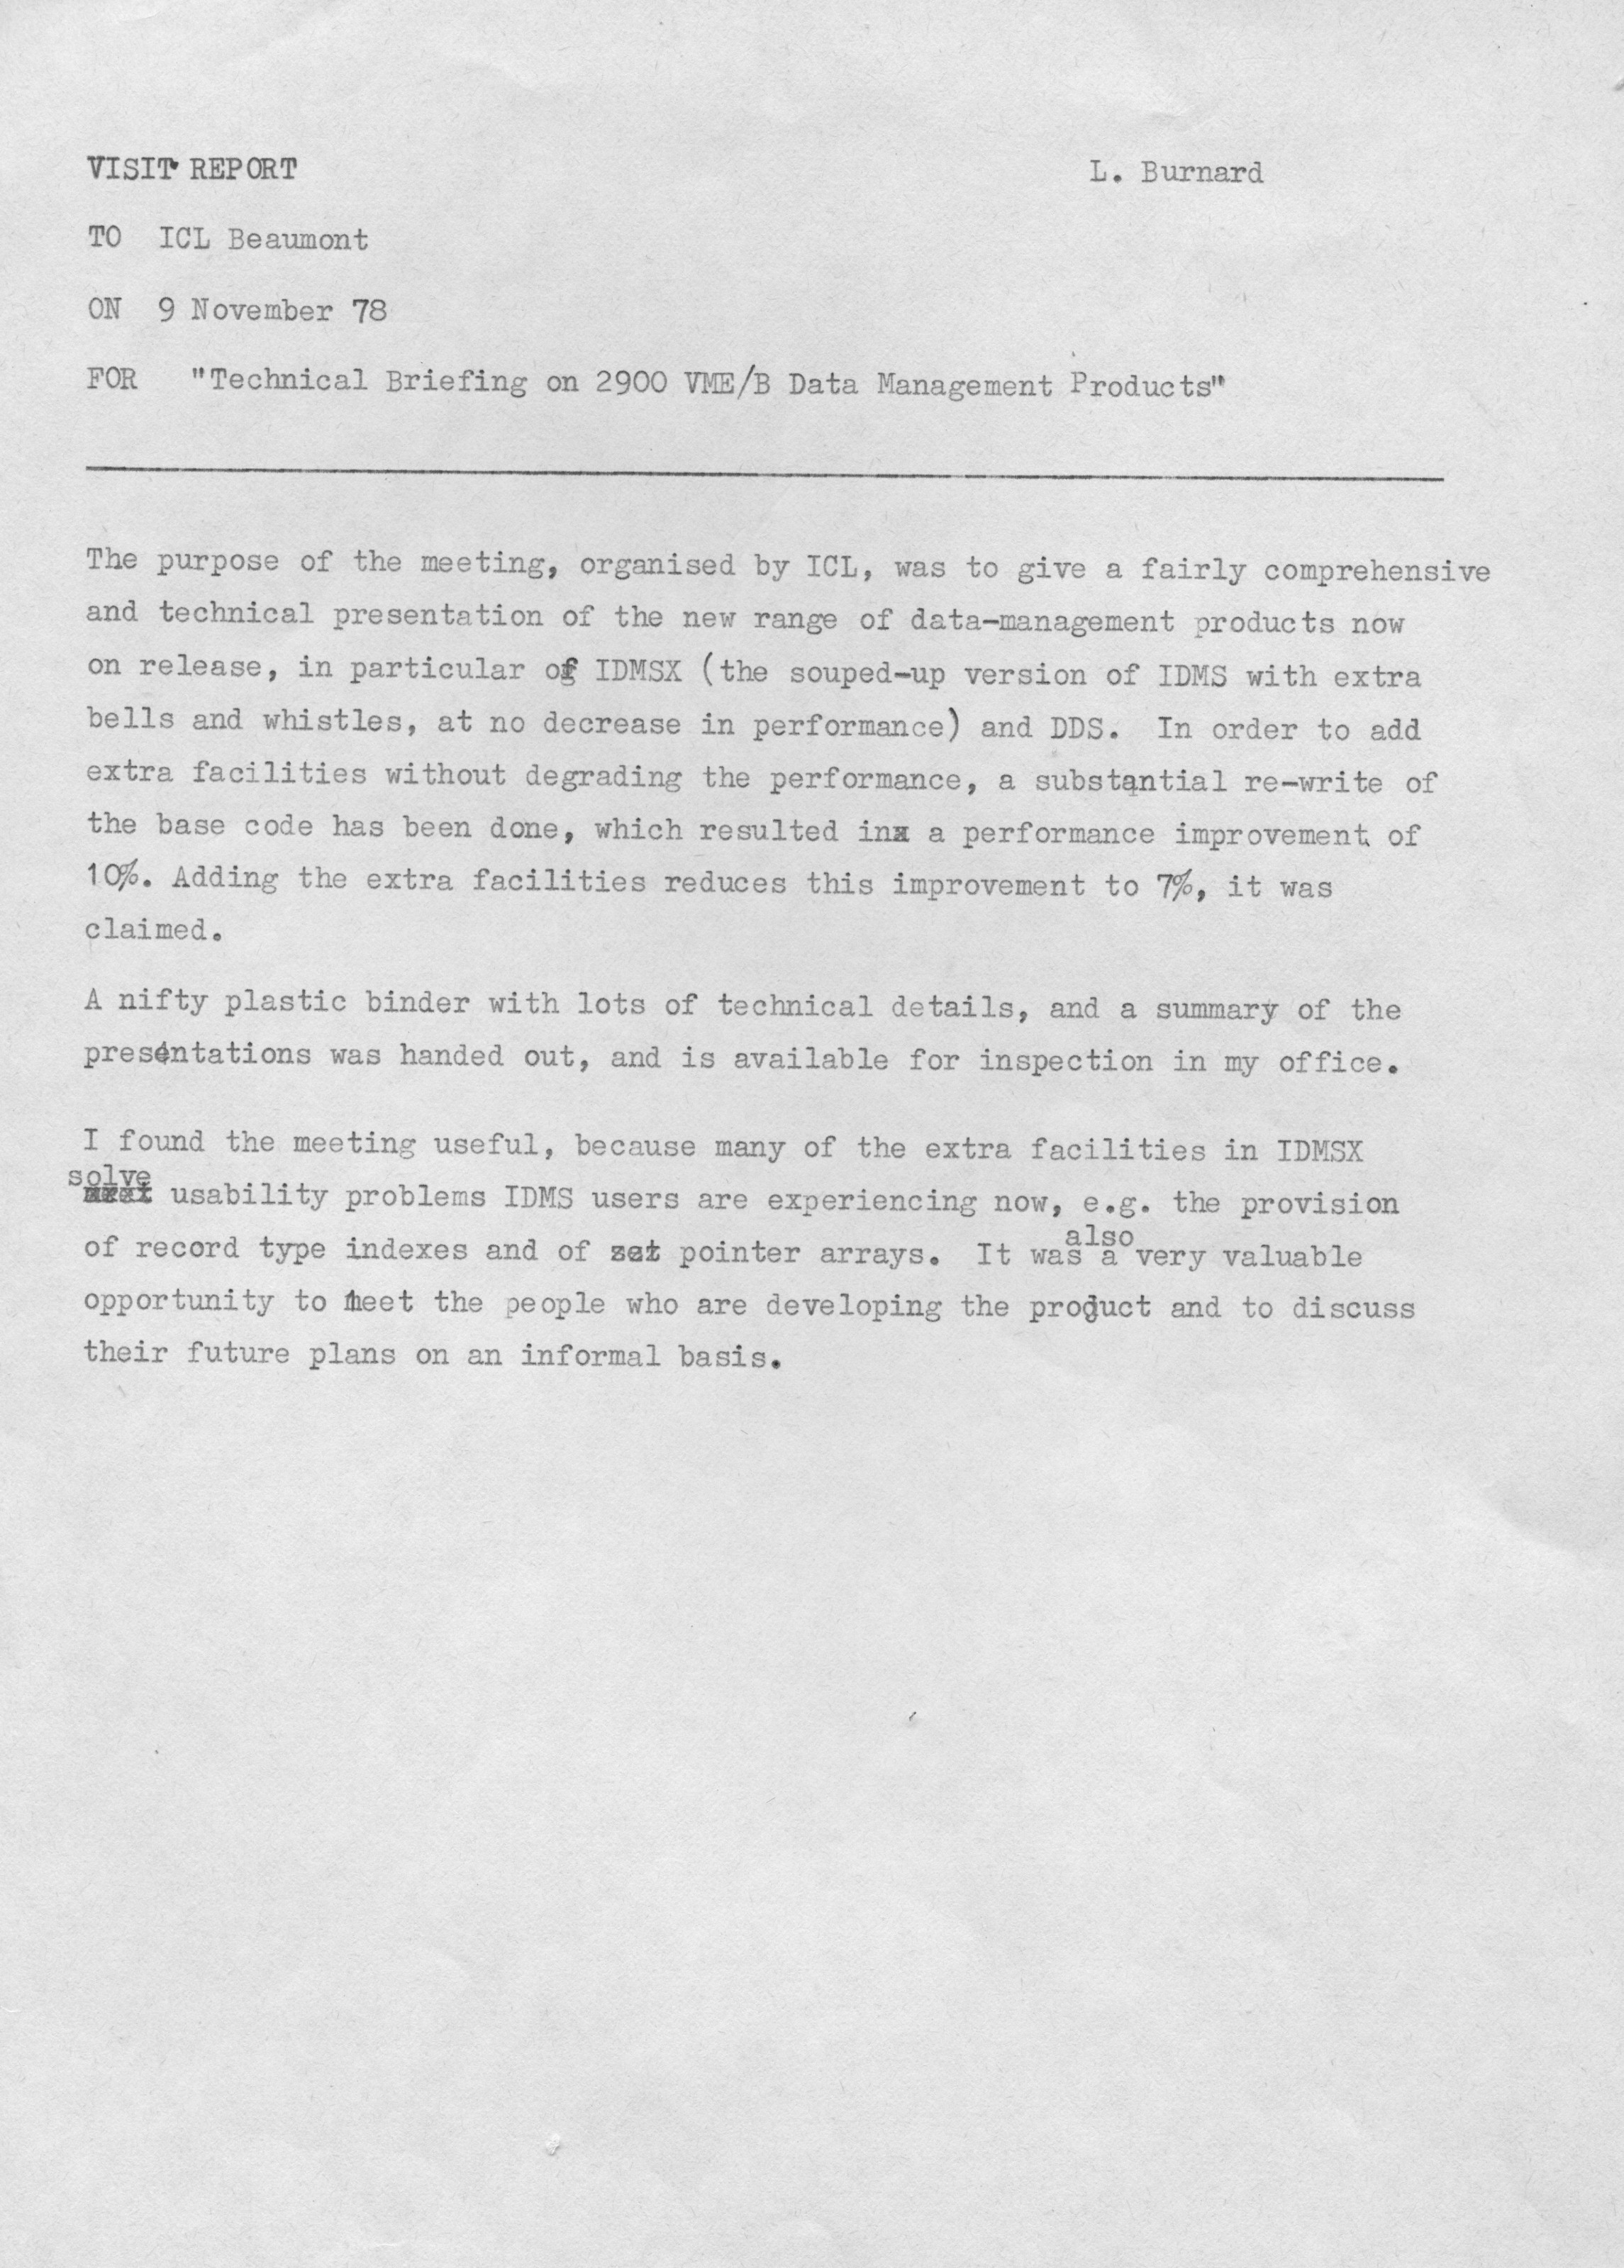 VISIT REPORT L. Burnard
TO ICL Beaumont
ON 9 November 78
FOR "Technical Briefing on 2900 VME/B Data Management Products"
The purpose of the meeting, organised by ICL, was to give a fairly comprehensive
and technical presentation of the new range of data-management products now
on release, in particular of IDMSX (the souped-up version of IDMS with extra
bells and whistles, at no decrease in performance) and DDS. In order to add
extra facilities without degrading the performance, a substantial re-write of
the base code has been done, which resulted in a performance improvement of
10%. Adding the extra facilities reduces this improvement to 7%, it was
claimed.
A nifty plastic binder with lots of technical details, and a summary of the
presentations was handed out, and is available for inspection in my office.
I found the meeting useful, because many of the extra facilities in IDMSX
solve usability problems IDMS users are experiencing now, e.g. the provision
of record type indexes and of set pointer arrays. It was also a very valuable
opportunity to meet the people who are developing the product and to discuss
their future plans on an informal basis.